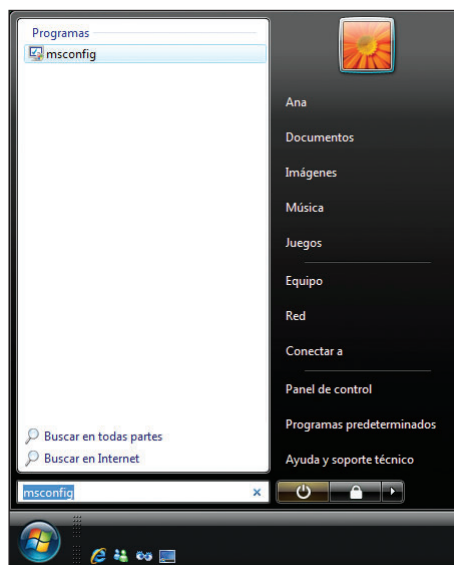 Programas
msconfig
Buscar en todas partes
Buscar en Internet
msconfig
Ana
Documentos
Imágenes
Música
Juegos
Equipo
Red
Conectar a
Panel de control
Programas predeterminados
Ayuda y soporte técnico